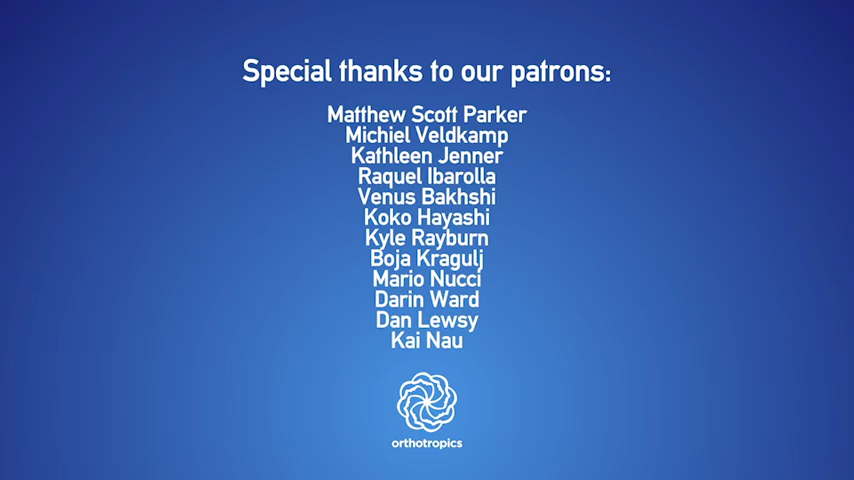 Special thanks to our patrons:
Matthew Scott Parker
Michiel Veldkamp
Kathleen Jenner
Raquel Ibarolla
Venus Bakhshi
Koko Hayashi
Kyle Rayburn
Boja Kragulj
Mario Nucci
Darin Ward
Dan Lewsy
Kai Nau
orthotropics